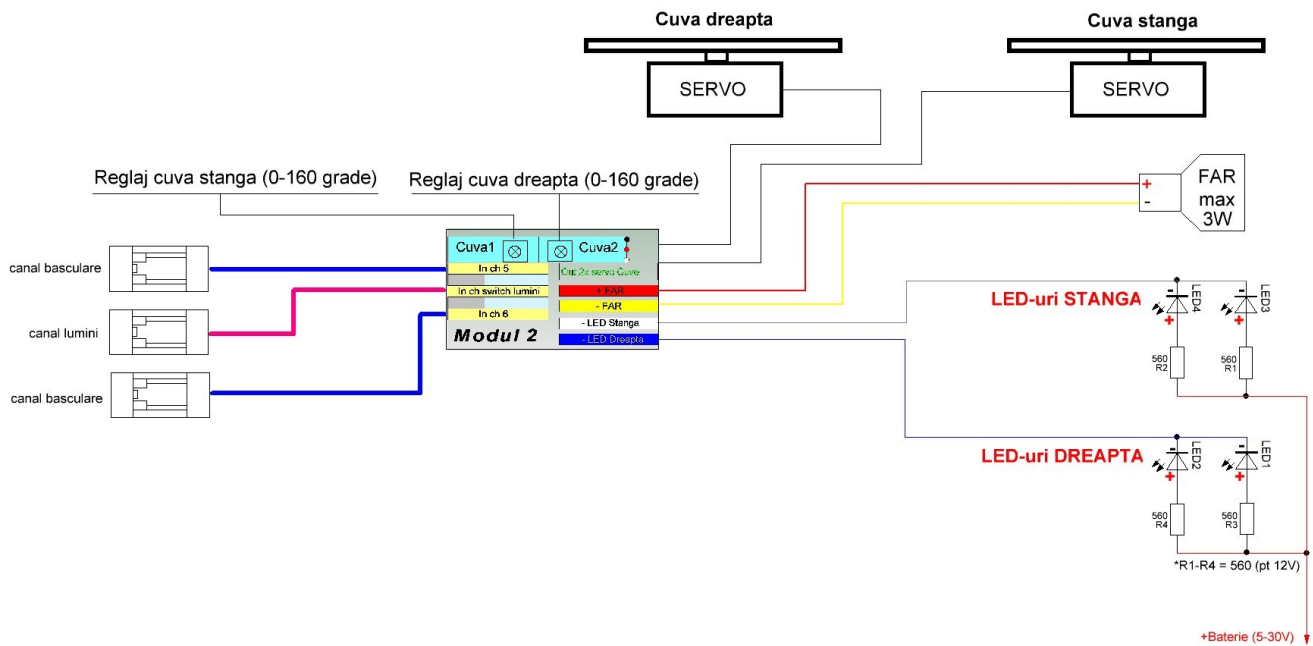 Cuva dreapta
Cuva stanga
SERVO
SERVO
Reglaj cuva stanga (0-160 grade)
Reglaj cuva dreapta (0-160 grade)
+
-
FAR
max
3W
canal basculare
canal lumini
canal basculare
Cuva1
Cuva2
In ch 5
In ch switch lumini
In ch 6
Modul 2
Out 2x servo Cuve
+ FAR
- FAR
- LED Stanga
- LED Dreapta
LED-uri STANGA
-
+
LED4
-
+
LED3
560
R2
560
R1
LED-uri DREAPTA
-
+
LED2
-
+
LED1
560
R4
560
R3
*R1-R4 = 560 (pt 12V)
+Baterie (5-30V)